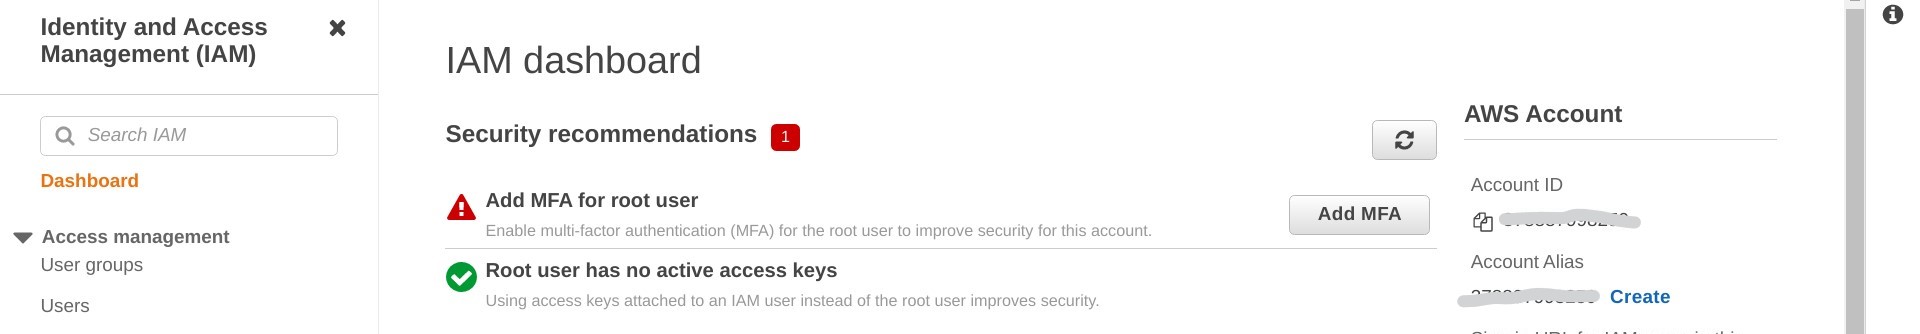 Identity and Access
Management (IAM)
Search IAM
Dashboard
Access management
User groups
Users
IAM dashboard
Security recommendations 1
Add MFA for root user
Enable multi-factor authentication (MFA) for the root user to improve security for this account.
Add MFA
Root user has no active access keys
Using access keys attached to an IAM user instead of the root user improves security.
AWS Account
Account ID
Account Alias
Create